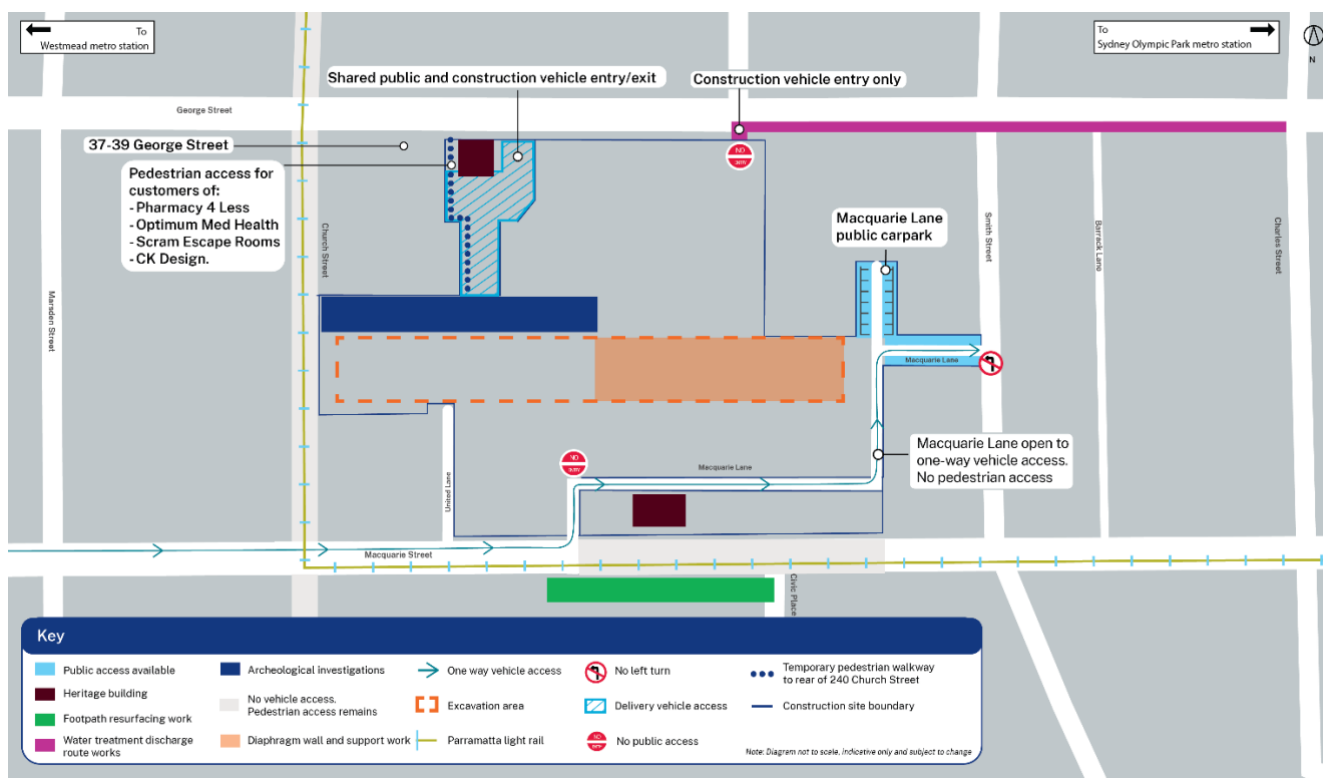 To
Westmead metro station
To
Sydney Olympic Park metro station
N
Shared public and construction vehicle entry/exit
Construction vehicle entry only
George Street
37-39 George Street
NO
Pedestrian access for
customers of:
- Pharmacy 4 Less
- Optimum Med Health
- Scram Escape Rooms
- CK Design.
Macquarie Lane
public carpark
Church Street
Smith Street
Barrack Lane
Charles Street
Marsden Street
Macquarie Lane
Macquarie Lane open to
one-way vehicle access.
No pedestrian access
NO
Macquarie Lane
United Lane
Macquarie Street
Civic Place
Key
Public access available
Heritage building
Footpath resurfacing work
Water treatment discharge
route works
Archeological investigations
No vehicle access.
Pedestrian access remains
Diaphragm wall and support work
One way vehicle access
Excavation area
Parramatta light rail
No left turn
Delivery vehicle access
NO
No public access
Temporary pedestrian walkway
to rear of 240 Church Street
Construction site boundary
Note: Diagram not to scale, indicative only and subject to change